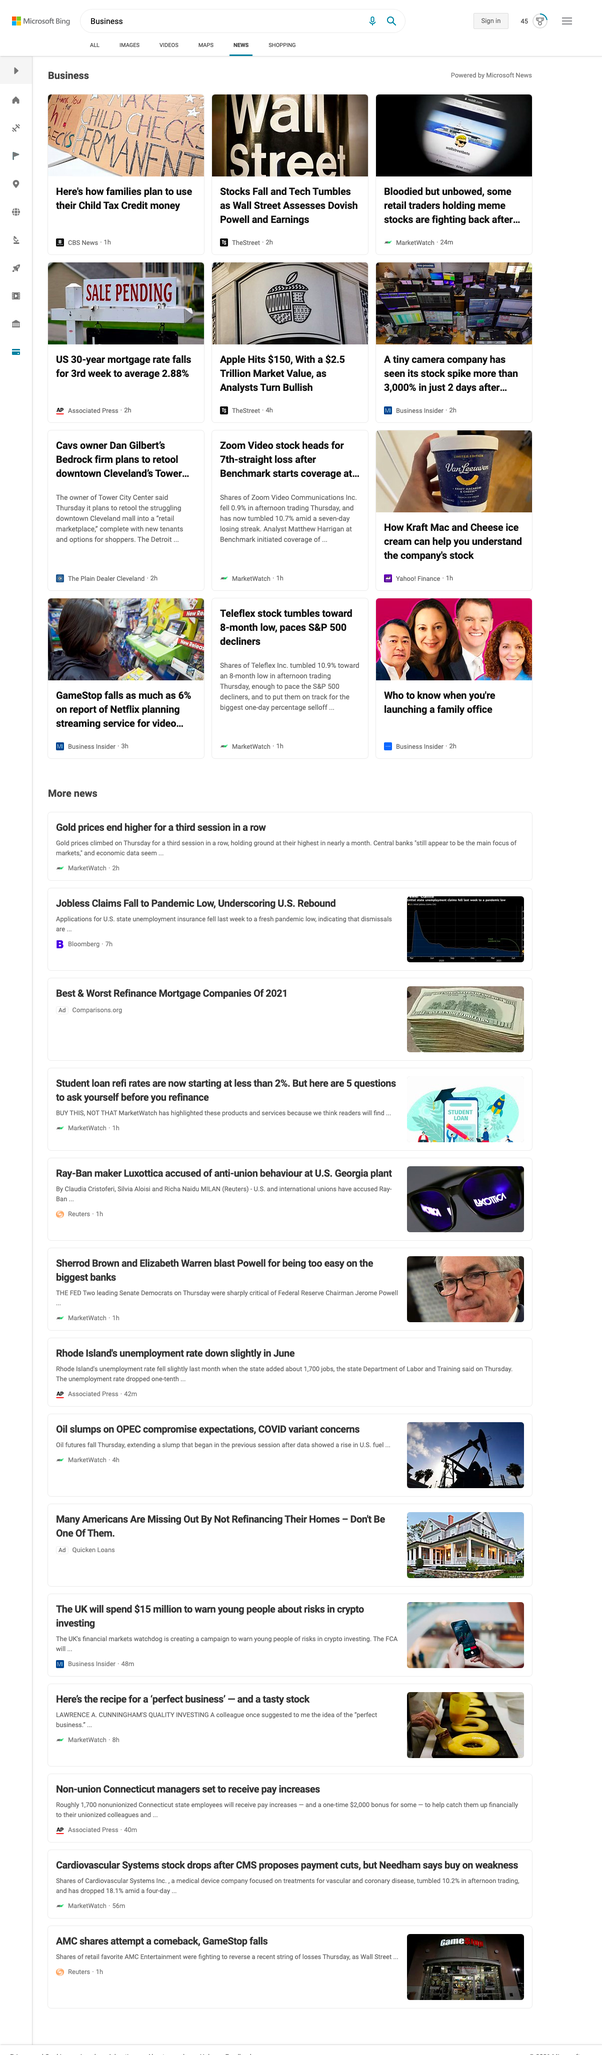 Microsoft Bing
Business
Sign in
45
ALL
IMAGES
VIDEOS
MAPS
NEWS
SHOPPING
Business
Powered by Microsoft News
MAKE
CHILD CHECKS
PERMANENT
Wall
Street
Here's how families plan to use
their Child Tax Credit money
CBS News · 1h
Stocks Fall and Tech Tumbles
as Wall Street Assesses Dovish
Powell and Earnings
TheStreet · 2h
Bloodied but unbowed, some
retail traders holding meme
stocks are fighting back after…
MarketWatch · 24m
SALE PENDING
US 30-year mortgage rate falls
for 3rd week to average 2.88%
AP Associated Press · 2h
Apple Hits $150, With a $2.5
Trillion Market Value, as
Analysts Turn Bullish
TheStreet · 4h
A tiny camera company has
seen its stock spike more than
3,000% in just 2 days after…
Business Insider · 2h
Cavs owner Dan Gilbert's
Bedrock firm plans to retool
downtown Cleveland's Tower…
The owner of Tower City Center said
Thursday it plans to retool the struggling
downtown Cleveland mall into a "retail
marketplace," complete with new tenants
and options for shoppers. The Detroit ...
The Plain Dealer Cleveland · 2h
Zoom Video stock heads for
7th-straight loss after
Benchmark starts coverage at…
Shares of Zoom Video Communications Inc.
fell 0.9% in afternoon trading Thursday, and
has now tumbled 10.7% amid a seven-day
losing streak. Analyst Matthew Harrigan at
Benchmark initiated coverage of ...
MarketWatch · 1h
Van Leeuwen
How Kraft Mac and Cheese ice
cream can help you understand
the company's stock
Yahoo! Finance · 1h
GameStop falls as much as 6%
on report of Netflix planning
streaming service for video…
Business Insider · 3h
Teleflex stock tumbles toward
8-month low, paces S&P 500
decliners
Shares of Teleflex Inc. tumbled 10.9% toward
an 8-month low in afternoon trading
Thursday, enough to pace the S&P 500
decliners, and to put them on track for the
biggest one-day percentage selloff ...
MarketWatch · 1h
Who to know when you're
launching a family office
Business Insider · 2h
More news
Gold prices end higher for a third session in a row
Gold prices climbed on Thursday for a third session in a row, holding ground at their highest in nearly a month. Central banks "still appear to be the main focus of
markets," and economic data seem ...
MarketWatch · 2h
Jobless Claims Fall to Pandemic Low, Underscoring U.S. Rebound
Applications for U.S. state unemployment insurance fell last week to a fresh pandemic low, indicating that dismissals
are ...
B Bloomberg · 7h
Best & Worst Refinance Mortgage Companies Of 2021
Ad Comparisons.org
Student loan refi rates are now starting at less than 2%. But here are 5 questions
to ask yourself before you refinance
BUY THIS, NOT THAT MarketWatch has highlighted these products and services because we think readers will find ...
MarketWatch · 1h
STUDENT
LOAN
Ray-Ban maker Luxottica accused of anti-union behaviour at U.S. Georgia plant
By Claudia Cristoferi, Silvia Aloisi and Richa Naidu MILAN (Reuters) - U.S. and international unions have accused Ray-
Ban ...
Reuters · 1h
Sherrod Brown and Elizabeth Warren blast Powell for being too easy on the
biggest banks
THE FED Two leading Senate Democrats on Thursday were sharply critical of Federal Reserve Chairman Jerome Powell
...
MarketWatch · 1h
Rhode Island's unemployment rate down slightly in June
Rhode Island's unemployment rate fell slightly last month when the state added about 1,700 jobs, the state Department of Labor and Training said on Thursday.
The unemployment rate dropped one-tenth ...
AP Associated Press · 42m
Oil slumps on OPEC compromise expectations, COVID variant concerns
Oil futures fall Thursday, extending a slump that began in the previous session after data showed a rise in U.S. fuel ...
MarketWatch · 4h
Many Americans Are Missing Out By Not Refinancing Their Homes – Don't Be
One Of Them.
Ad Quicken Loans
The UK will spend $15 million to warn young people about risks in crypto
investing
The UK's financial markets watchdog is creating a campaign to warn young people of risks in crypto investing. The FCA
will ...
Business Insider · 48m
Here's the recipe for a 'perfect business' — and a tasty stock
LAWRENCE A. CUNNINGHAM'S QUALITY INVESTING A colleague once suggested to me the idea of the "perfect
business." ...
MarketWatch · 8h
Non-union Connecticut managers set to receive pay increases
Roughly 1,700 nonunionized Connecticut state employees will receive pay increases — and a one-time $2,000 bonus for some — to help catch them up financially
to their unionized colleagues and ...
AP Associated Press · 40m
Cardiovascular Systems stock drops after CMS proposes payment cuts, but Needham says buy on weakness
Shares of Cardiovascular Systems Inc. , a medical device company focused on treatments for vascular and coronary disease, tumbled 10.2% in afternoon trading,
and has dropped 18.1% amid a four-day ...
MarketWatch · 56m
AMC shares attempt a comeback, GameStop falls
Shares of retail favorite AMC Entertainment were fighting to reverse a recent string of losses Thursday, as Wall Street ...
Reuters · 1h